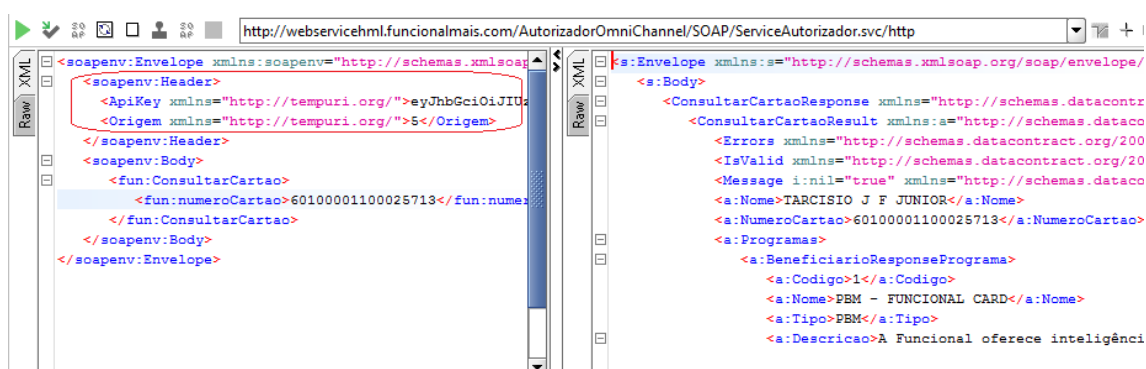 http://webservicehml.funcionalmais.com/AutorizadorOmniChannel/SOAP/ServiceAutorizador.svc/http
XML
Raw
<soapenv:Envelope xmlns:soapenv="http://schemas.xmlsoap
<soapenv:Header>
<ApiKey xmlns="http://tempuri.org/">eyJhbGciOiJIUz
<Origem xmlns="http://tempuri.org/">5</Origem>
</soapenv:Header>
<soapenv:Body>
<fun:ConsultarCartao>
<fun:numeroCartao>60100001100025713</fun:numer
</fun:ConsultarCartao>
</soapenv:Body>
</soapenv:Envelope>
XML
Raw
<s:Envelope xmlns:s="http://schemas.xmlsoap.org/soap/envelope/
<s:Body>
<ConsultarCartaoResponse xmlns="http://schemas.datacontr
<ConsultarCartaoResult xmlns:a="http://schemas.dataco
<Errors xmlns="http://schemas.datacontract.org/200
<IsValid xmlns="http://schemas.datacontract.org/20
<Message i:nil="true" xmlns="http://schemas.dataco
<a:Nome>TARCISIO J F JUNIOR</a:Nome>
<a:NumeroCartao>60100001100025713</a:NumeroCartao>
<a:Programas>
<a:BeneficiarioResponsePrograma>
<a:Codigo>1</a:Codigo>
<a:Nome>PBM - FUNCIONAL CARD</a:Nome>
<a:Tipo>PBM</a:Tipo>
<a:Descricao>A Funcional oferece inteligênci